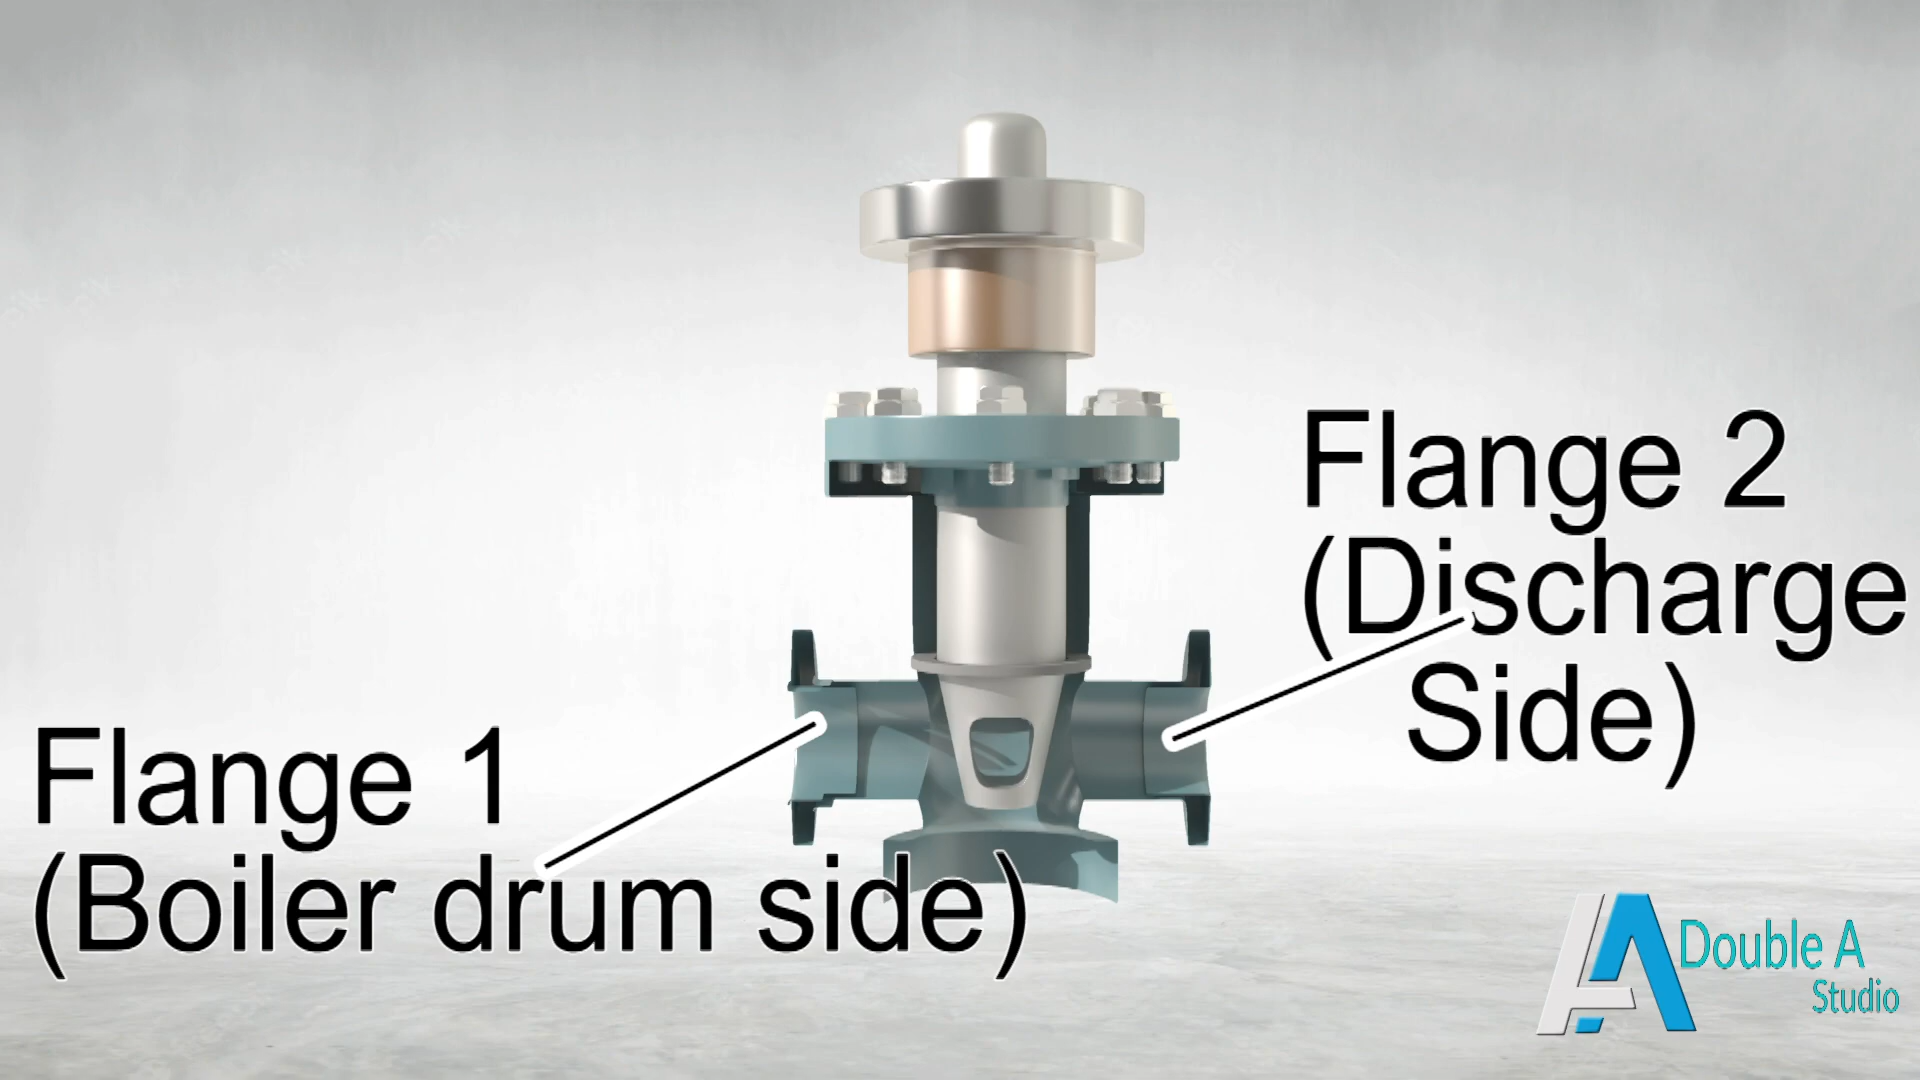 Flange 2
(Discharge
Side)
Flange 1
(Boiler drum side)
Double A
Studio